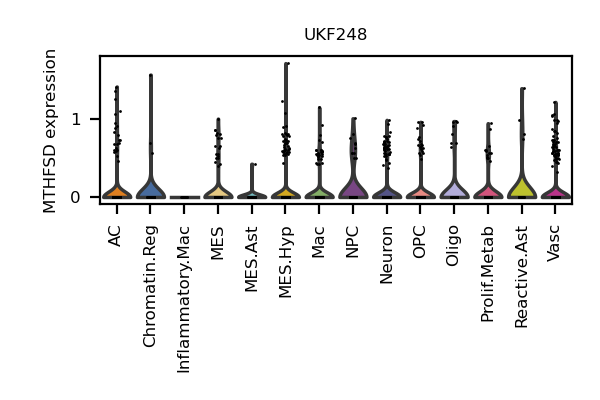 UKF248
MTHFSD expression
1
0
AC
Chromatin.Reg
Inflammatory.Mac
MES
MES.Ast
MES.Hyp
Mac
NPC
Neuron
OPC
Oligo
Prolif.Metab
Reactive.Ast
Vasc